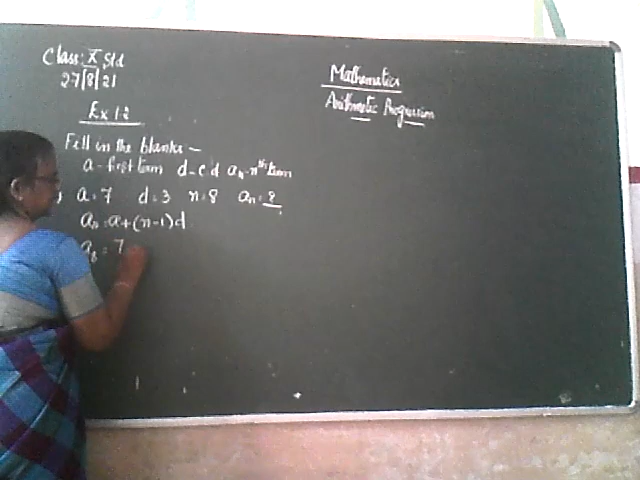 Class: X Std
27|8|21
Mathematics
Arithmetic Progression
Ex 1.2
Fill in the blanks –
a - first term d - c.d aₙ - nᵗʰ term
) a = 7 d = 3 n = 8 aₙ = ?
aₙ = a + (n-1)d
a₈ = 7